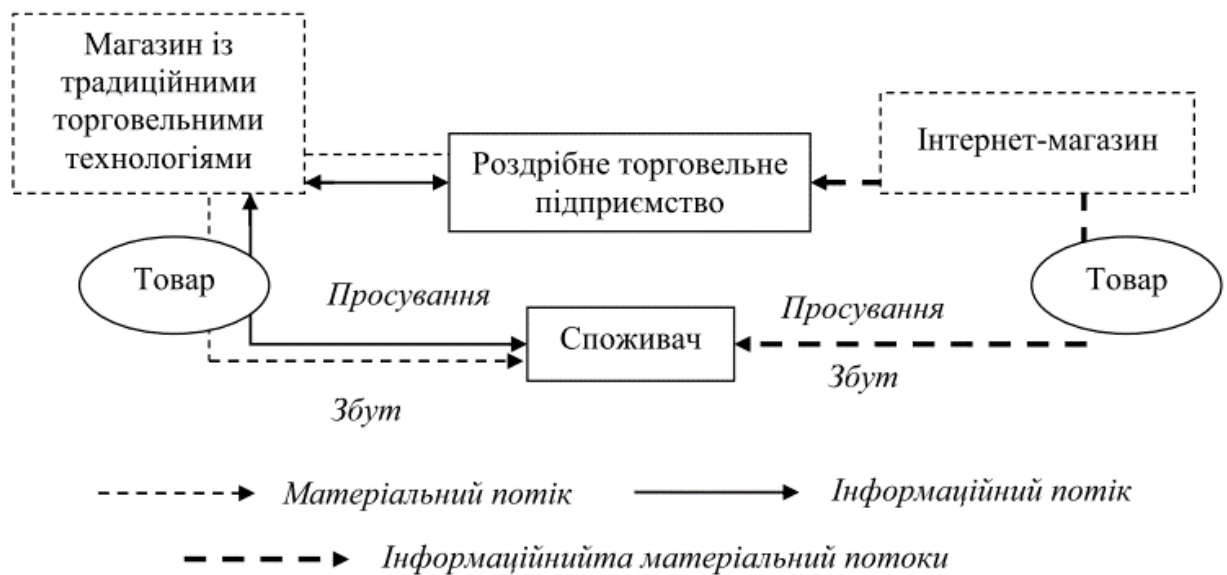 Магазин із
традиційними
торговельними
технологіями
Роздрібне торговельне
підприємство
Інтернет-магазин
Товар
Просування
Збут
Споживач
Просування
Збут
Товар
Матеріальний потік
Інформаційний потік
Інформаційнийта матеріальний потоки